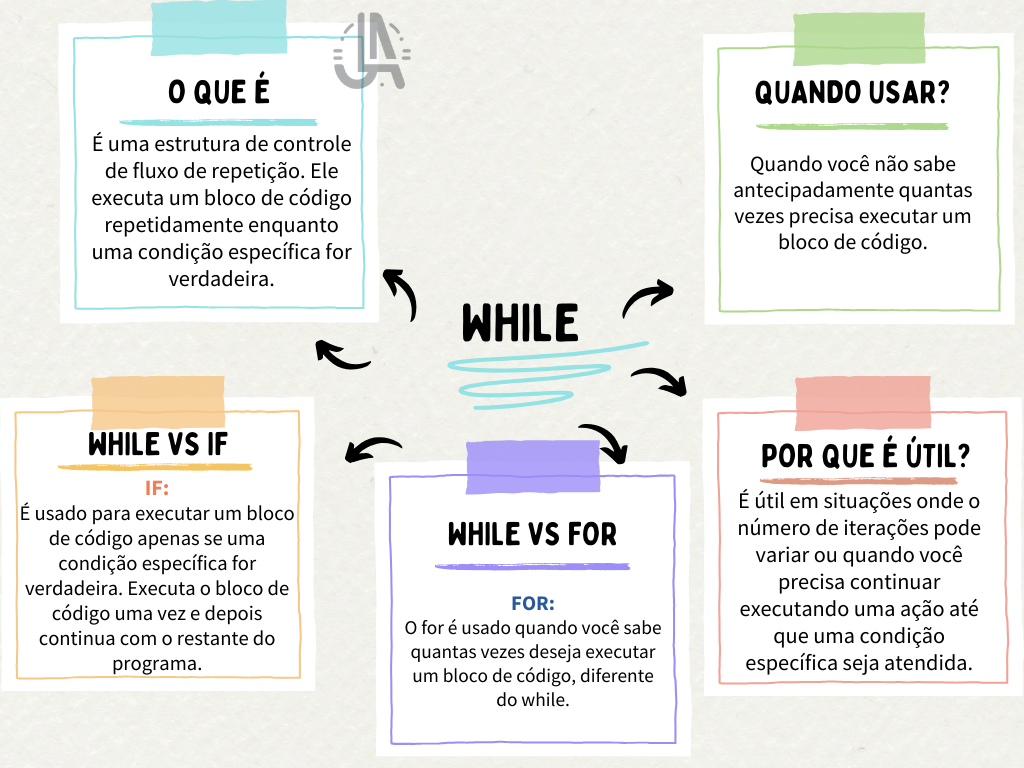 O QUE É
É uma estrutura de controle
de fluxo de repetição. Ele
executa um bloco de código
repetidamente enquanto
uma condição específica for
verdadeira.
QUANDO USAR?
Quando você não sabe
antecipadamente quantas
vezes precisa executar um
bloco de código.
WHILE
WHILE VS IF
IF:
É usado para executar um bloco
de código apenas se uma
condição específica for
verdadeira. Executa o bloco de
código uma vez e depois
continua com o restante do
programa.
WHILE VS FOR
FOR:
O for é usado quando você sabe
quantas vezes deseja executar
um bloco de código, diferente
do while.
POR QUE É ÚTIL?
É útil em situações onde o
número de iterações pode
variar ou quando você
precisa continuar
executando uma ação até
que uma condição
específica seja atendida.